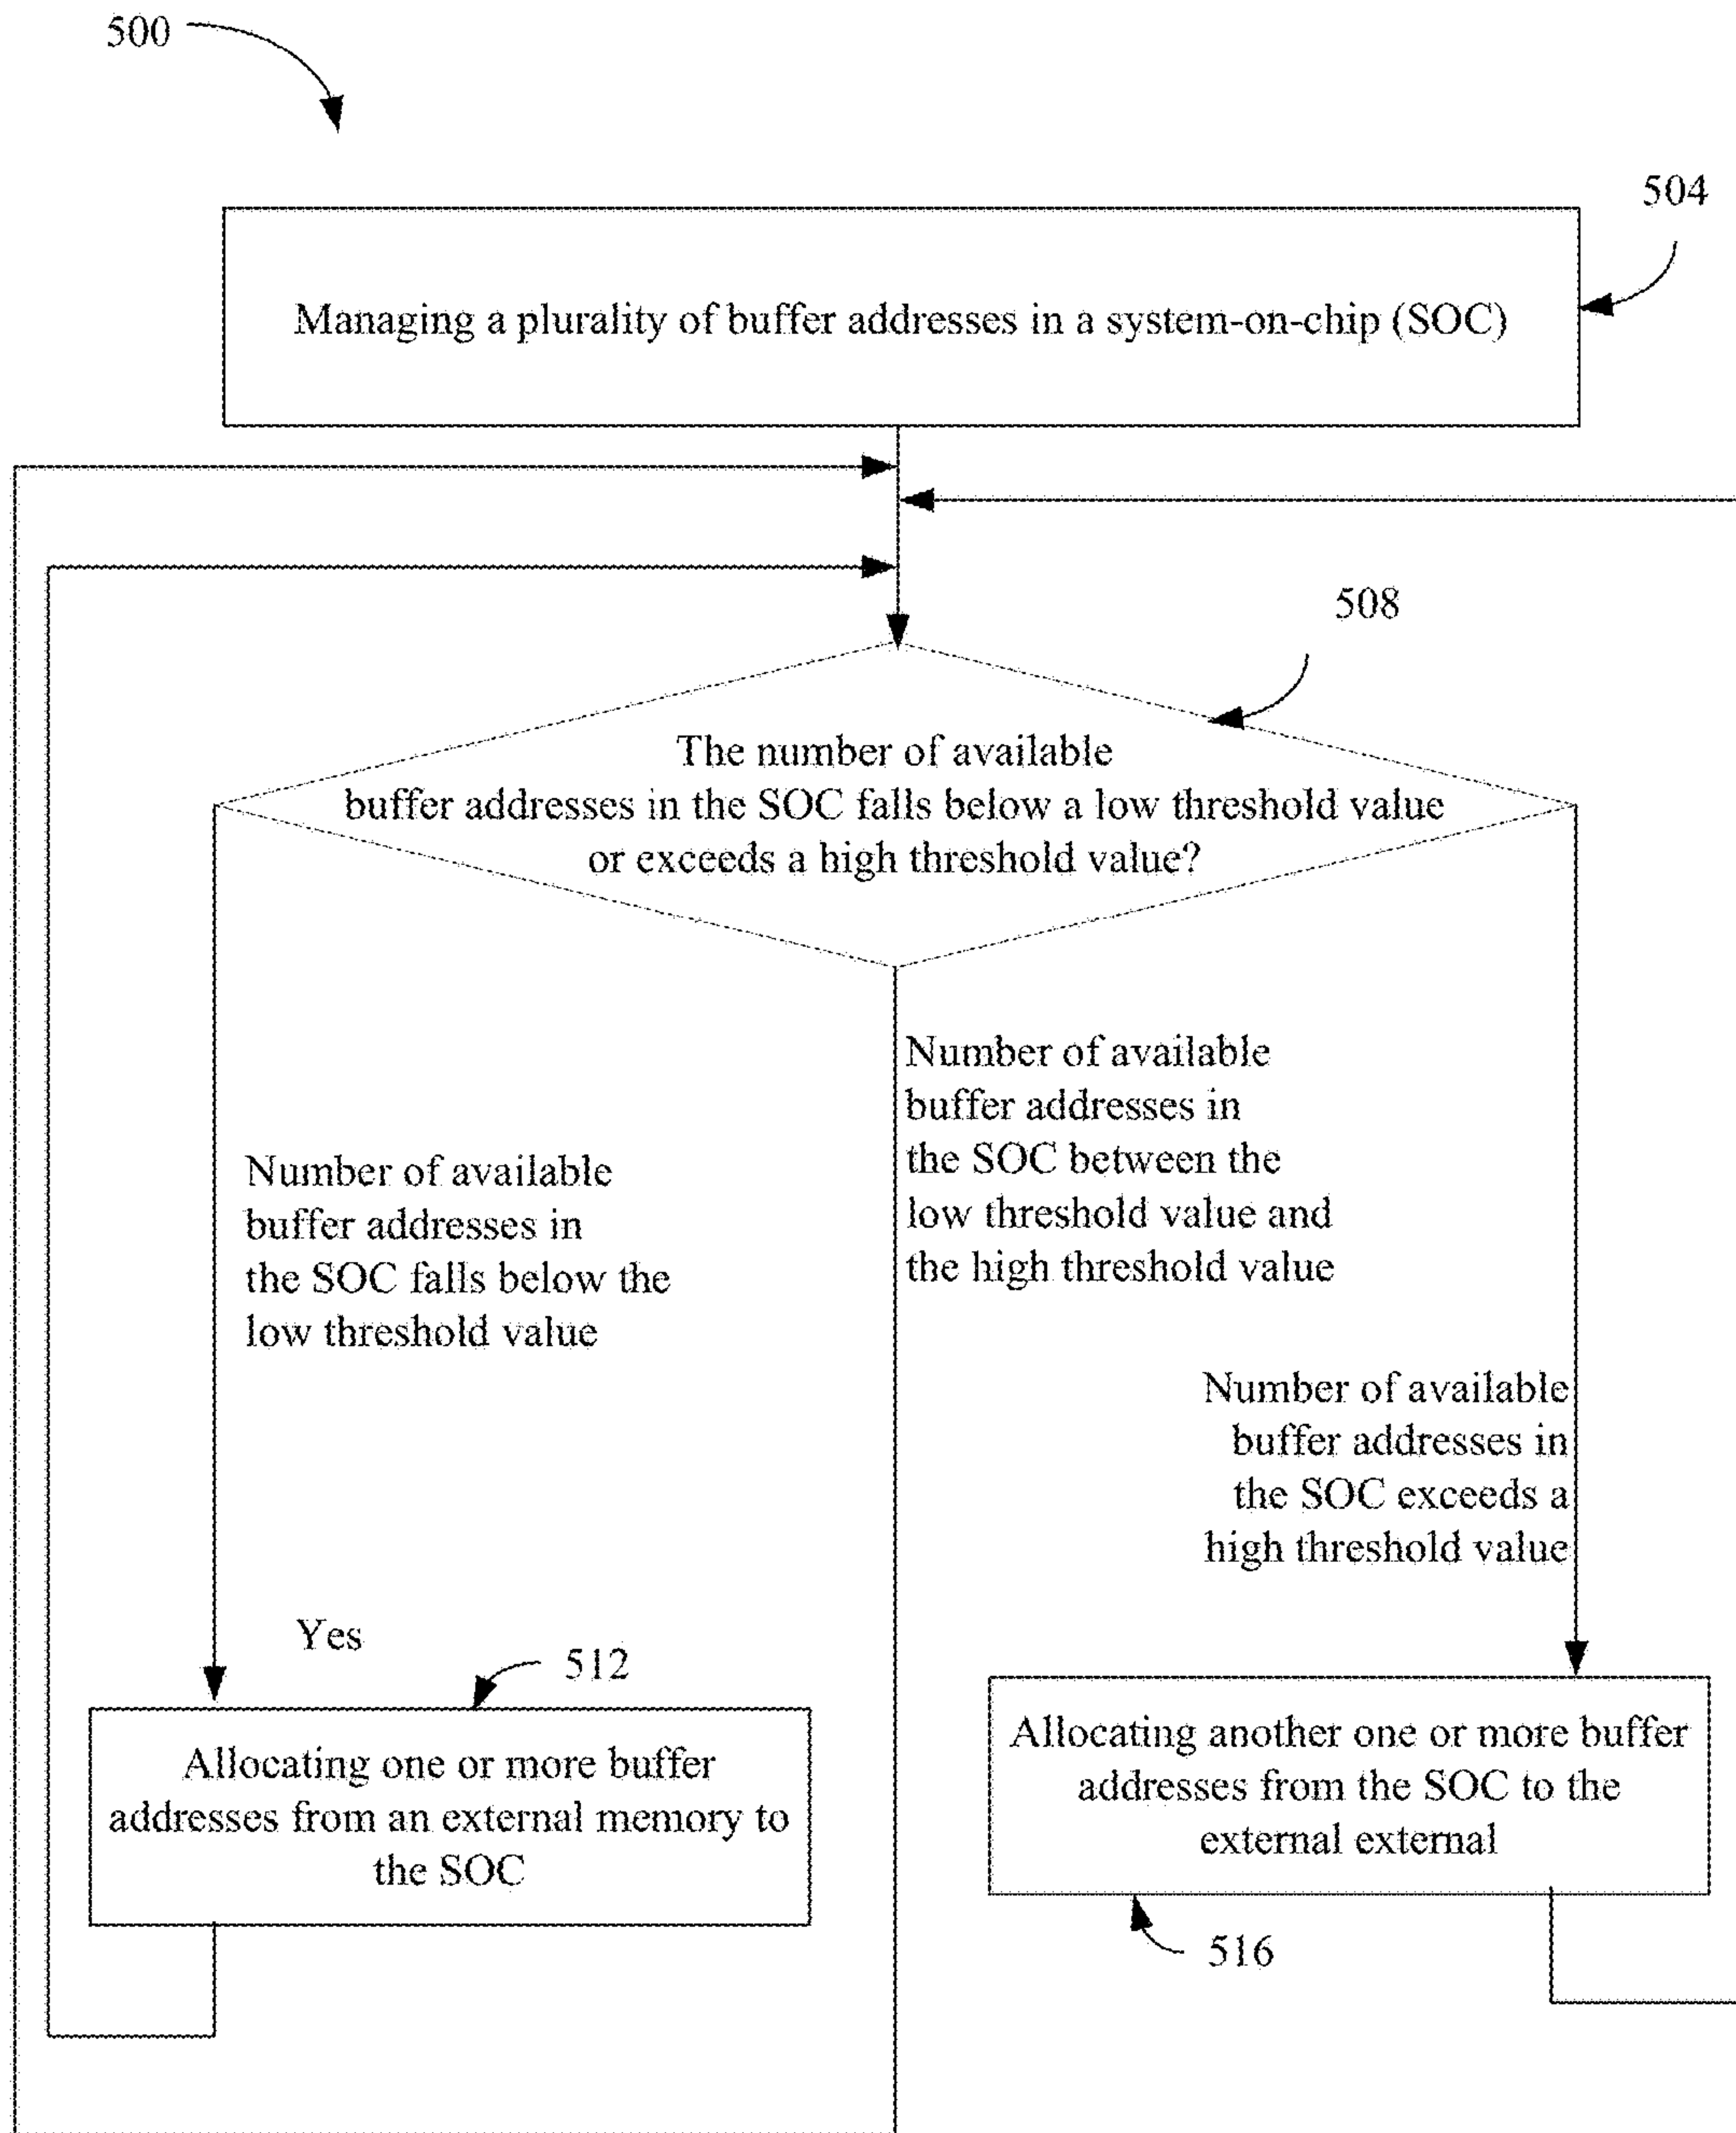 500
504
Managing a plurality of buffer addresses in a system-on-chip (SOC)
508
The number of available
buffer addresses in the SOC falls below a low threshold value
or exceeds a high threshold value?
Number of available
buffer addresses in
the SOC between the
low threshold value and
the high threshold value
Number of available
buffer addresses in
the SOC falls below the
low threshold value
Number of available
buffer addresses in
the SOC exceeds a
high threshold value
Yes
512
Allocating one or more buffer
addresses from an external memory to
the SOC
Allocating another one or more buffer
addresses from the SOC to the
external external
516